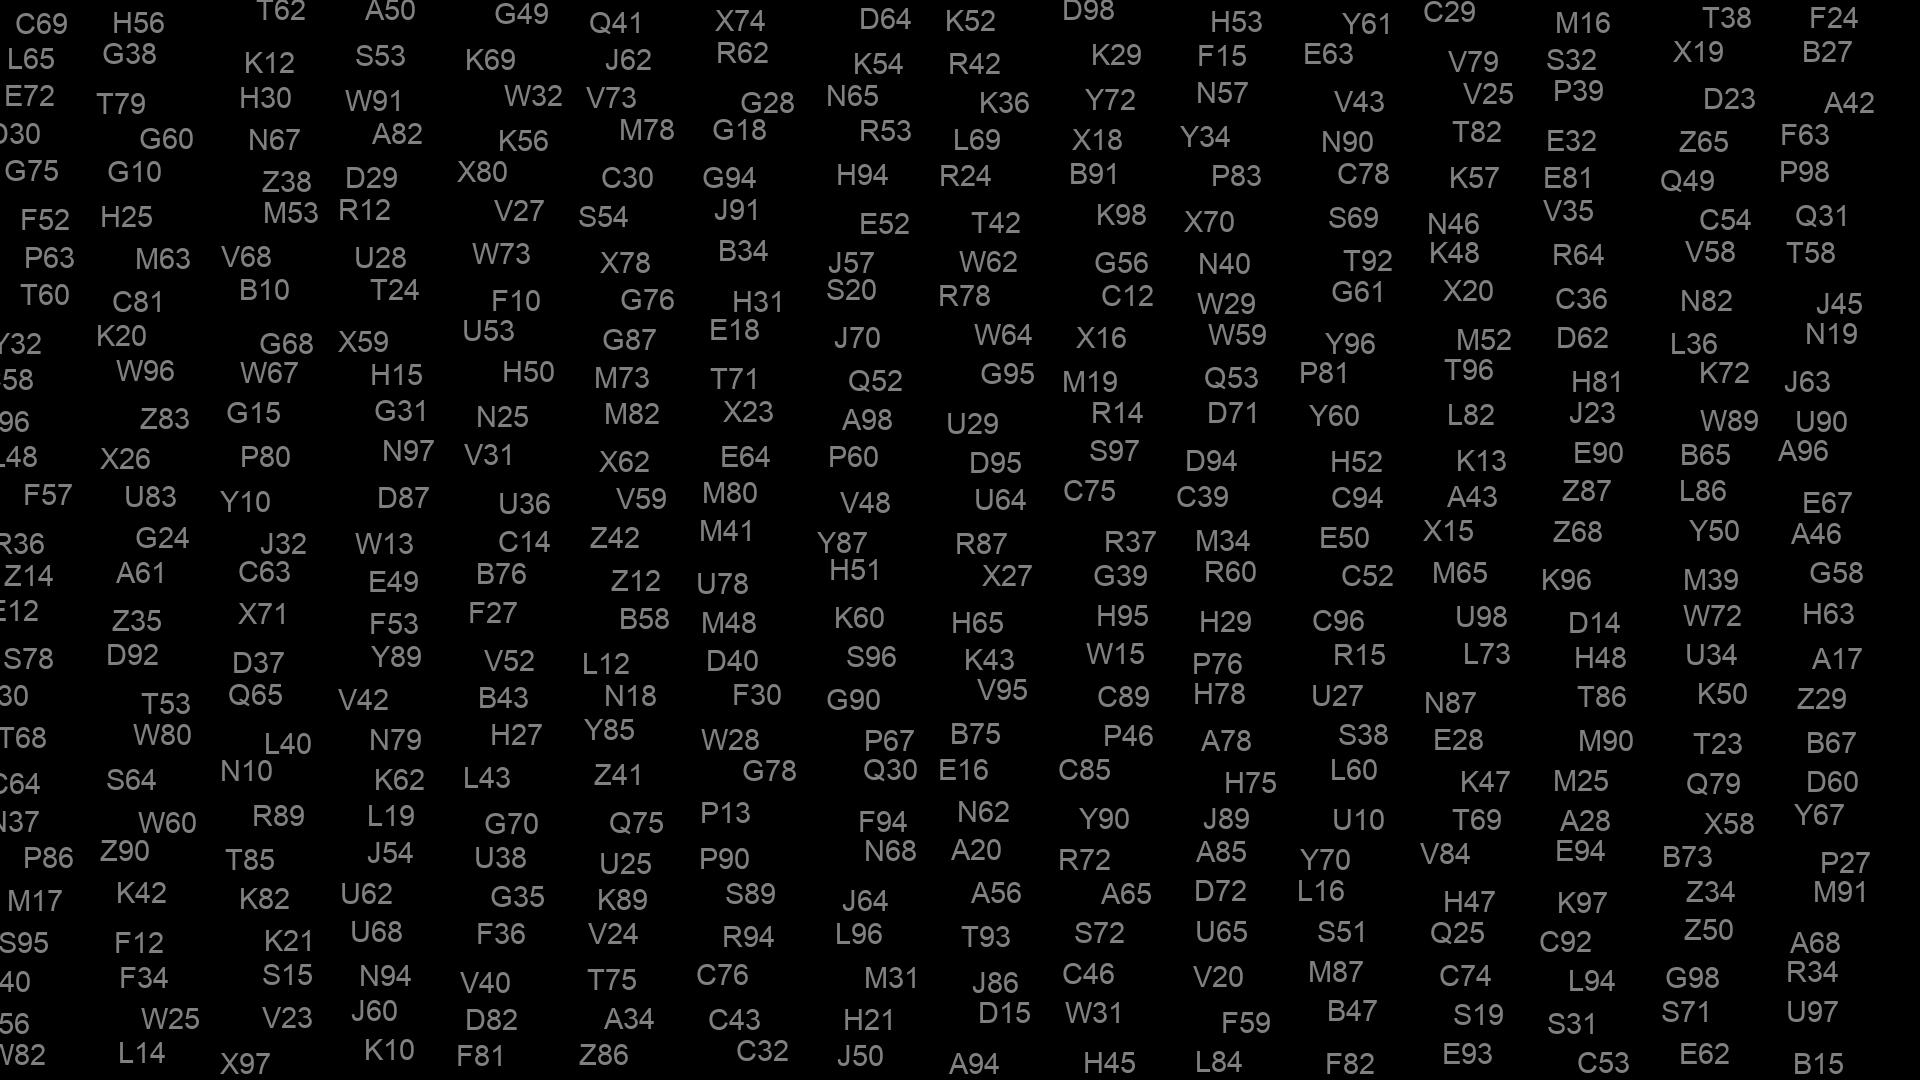 C69 H56 T62 A50 G49 Q41 X74 D64 K52 D98 H53 Y61 C29 M16 T38 F24
L65 G38 K12 S53 K69 J62 R62 K54 R42 K29 F15 E63 V79 S32 X19 B27
E72 T79 H30 W91 W32 V73 G28 N65 K36 Y72 N57 V43 V25 P39 D23 A42
G60 N67 A82 K56 M78 G18 R53 L69 X18 Y34 N90 T82 E32 Z65 F63
G75 G10 Z38 D29 X80 C30 G94 H94 R24 B91 P83 C78 K57 E81 Q49 P98
F52 H25 M53 R12 V27 S54 J91 E52 T42 K98 X70 S69 N46 V35 C54 Q31
P63 M63 V68 U28 W73 X78 B34 J57 W62 G56 N40 T92 K48 R64 V58 T58
T60 C81 B10 T24 F10 G76 H31 S20 R78 C12 W29 G61 X20 C36 N82 J45
Y32 K20 G68 X59 U53 G87 E18 J70 W64 X16 W59 Y96 M52 D62 L36 N19
58 W96 W67 H15 H50 M73 T71 Q52 G95 M19 Q53 P81 T96 H81 K72 J63
96 Z83 G15 G31 N25 M82 X23 A98 U29 R14 D71 Y60 L82 J23 W89 U90
L48 X26 P80 N97 V31 X62 E64 P60 D95 S97 D94 H52 K13 E90 B65 A96
F57 U83 Y10 D87 U36 V59 M80 V48 U64 C75 C39 C94 A43 Z87 L86 E67
R36 G24 J32 W13 C14 Z42 M41 Y87 R87 R37 M34 E50 X15 Z68 Y50 A46
Z14 A61 C63 E49 B76 Z12 U78 H51 X27 G39 R60 C52 M65 K96 M39 G58
E12 Z35 X71 F53 F27 B58 M48 K60 H65 H95 H29 C96 U98 D14 W72 H63
S78 D92 D37 Y89 V52 L12 D40 S96 K43 W15 P76 R15 L73 H48 U34 A17
30 T53 Q65 V42 B43 N18 F30 G90 V95 C89 H78 U27 N87 T86 K50 Z29
T68 W80 L40 N79 H27 Y85 W28 P67 B75 P46 A78 S38 E28 M90 T23 B67
C64 S64 N10 K62 L43 Z41 G78 Q30 E16 C85 H75 L60 K47 M25 Q79 D60
N37 W60 R89 L19 G70 Q75 P13 F94 N62 Y90 J89 U10 T69 A28 X58 Y67
P86 Z90 T85 J54 U38 U25 P90 N68 A20 R72 A85 Y70 V84 E94 B73 P27
M17 K42 K82 U62 G35 K89 S89 J64 A56 A65 D72 L16 H47 K97 Z34 M91
S95 F12 K21 U68 F36 V24 R94 L96 T93 S72 U65 S51 Q25 C92 Z50 A68
40 F34 S15 N94 V40 T75 C76 M31 J86 C46 V20 M87 C74 L94 G98 R34
56 W25 V23 J60 D82 A34 C43 H21 D15 W31 F59 B47 S19 S31 S71 U97
W82 L14 X97 K10 F81 Z86 C32 J50 A94 H45 L84 F82 E93 C53 E62 B15